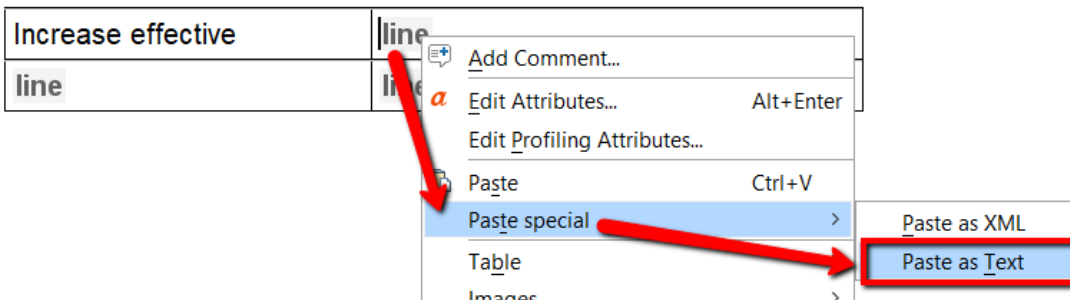 Increase effective line
Add Comment...
line
Edit Attributes... Alt+Enter
Edit Profiling Attributes...
Paste Ctrl+V
Paste special
Paste as XML
Table
Paste as Text
Images